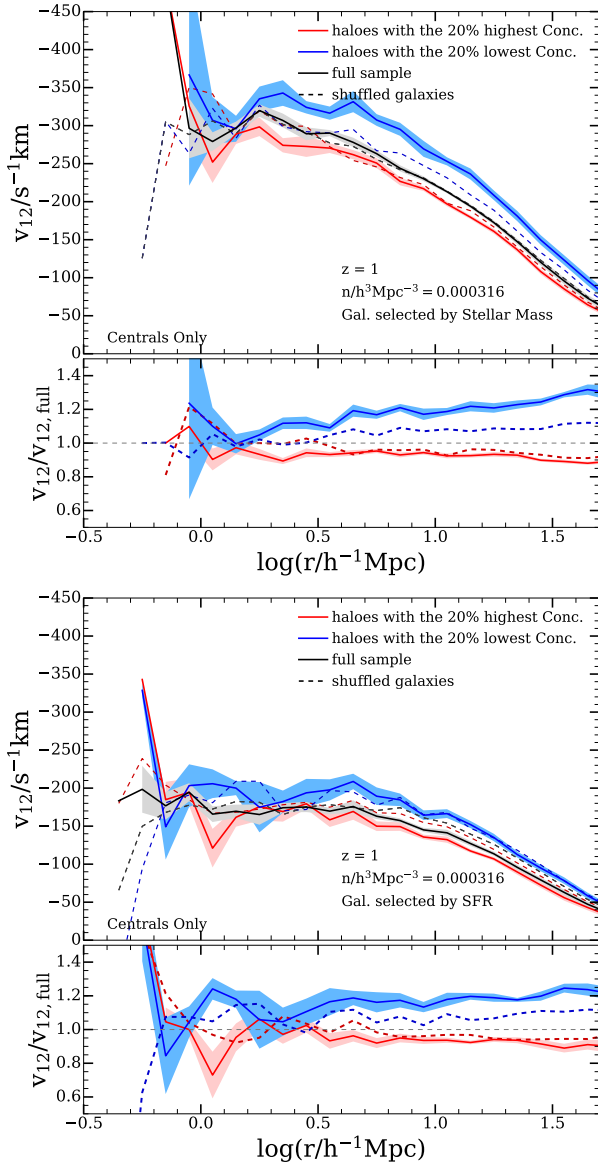 −450
−400
−350
−300
−250
−200
−150
−100
−50
0
v12/s−1km
haloes with the 20% highest Conc.
haloes with the 20% lowest Conc.
full sample
shuffled galaxies
z = 1
n/h3Mpc−3 = 0.000316
Gal. selected by Stellar Mass
Centrals Only
1.4
1.2
1.0
0.8
0.6
v12/v12, full
−0.5 0.0 0.5 1.0 1.5
log(r/h−1Mpc)
−450
−400
−350
−300
−250
−200
−150
−100
−50
0
v12/s−1km
haloes with the 20% highest Conc.
haloes with the 20% lowest Conc.
full sample
shuffled galaxies
z = 1
n/h3Mpc−3 = 0.000316
Gal. selected by SFR
Centrals Only
1.4
1.2
1.0
0.8
0.6
v12/v12, full
−0.5 0.0 0.5 1.0 1.5
log(r/h−1Mpc)